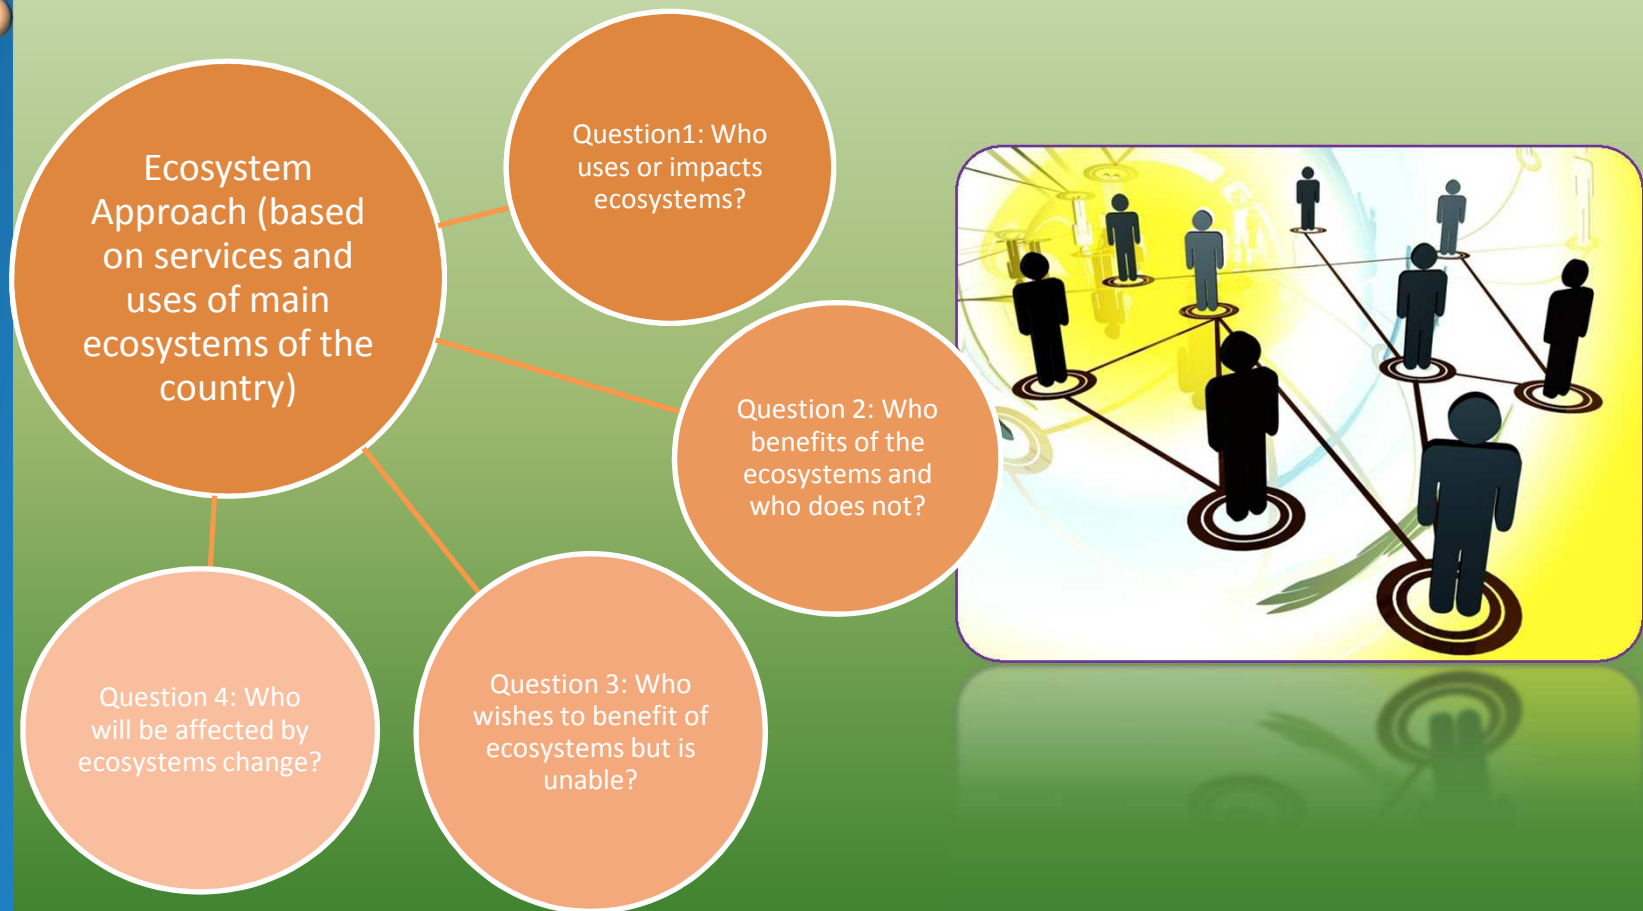 Ecosystem
Approach (based
on services and
uses of main
ecosystems of the
country)
Question1: Who
uses or impacts
ecosystems?
Question 2: Who
benefits of the
ecosystems and
who does not?
Question 3: Who
wishes to benefit of
ecosystems but is
unable?
Question 4: Who
will be affected by
ecosystems change?